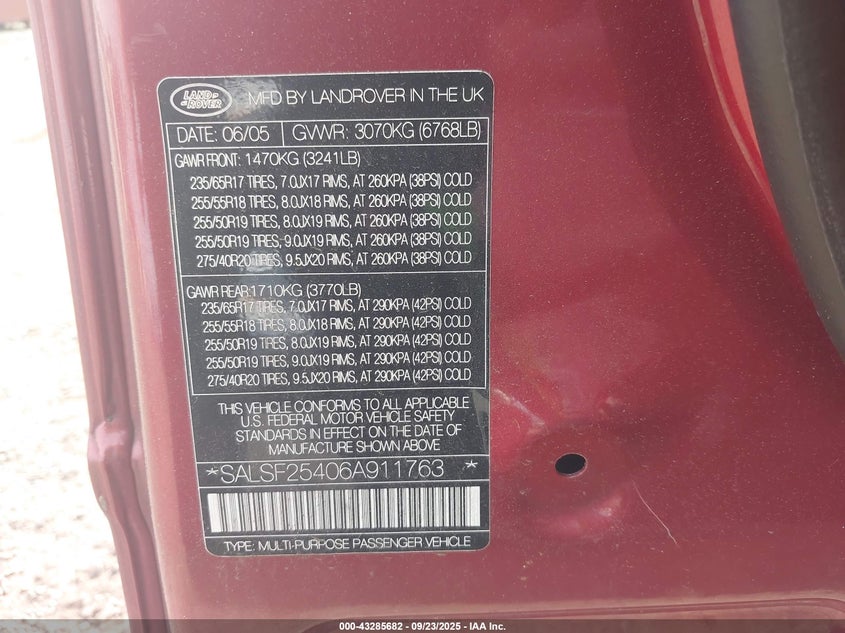 LAND ROVER
MFD BY LANDROVER IN THE UK
DATE: 06/05 GVWR: 3070KG (6768LB)
GAWR FRONT: 1470KG (3241LB)
235/65R17 TIRES, 7.0JX17 RIMS, AT 260KPA (38PSI) COLD
255/55R18 TIRES, 8.0JX18 RIMS, AT 260KPA (38PSI) COLD
255/50R19 TIRES, 8.0JX19 RIMS, AT 260KPA (38PSI) COLD
255/50R19 TIRES, 9.0JX19 RIMS, AT 260KPA (38PSI) COLD
275/40R20 TIRES, 9.5JX20 RIMS, AT 260KPA (38PSI) COLD
GAWR REAR: 1710KG (3770LB)
235/65R17 TIRES, 7.0JX17 RIMS, AT 290KPA (42PSI) COLD
255/55R18 TIRES, 8.0JX18 RIMS, AT 290KPA (42PSI) COLD
255/50R19 TIRES, 8.0JX19 RIMS, AT 290KPA (42PSI) COLD
255/50R19 TIRES, 9.0JX19 RIMS, AT 290KPA (42PSI) COLD
275/40R20 TIRES, 9.5JX20 RIMS, AT 290KPA (42PSI) COLD
THIS VEHICLE CONFORMS TO ALL APPLICABLE
U.S. FEDERAL MOTOR VEHICLE SAFETY
STANDARDS IN EFFECT ON THE DATE OF
MANUFACTURE SHOWN ABOVE
*SALSF25406A911763 *
TYPE: MULTI-PURPOSE PASSENGER VEHICLE
000-43285682 - 09/23/2025 - IAA Inc.